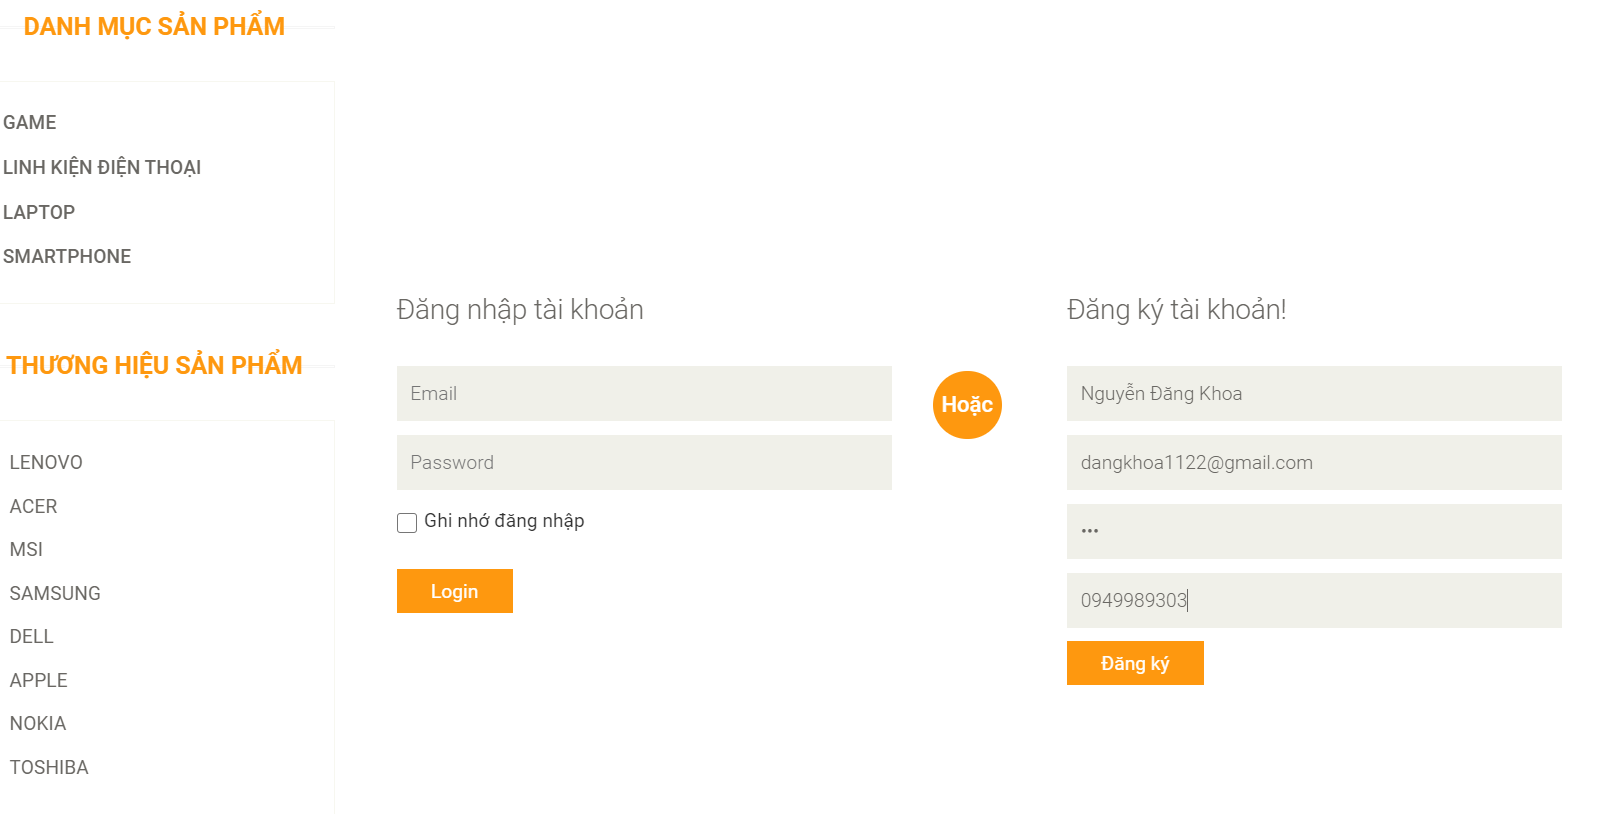 DANH MỤC SẢN PHẨM
GAME
LINH KIỆN ĐIỆN THOẠI
LAPTOP
SMARTPHONE
THƯƠNG HIỆU SẢN PHẨM
LENOVO
ACER
MSI
SAMSUNG
DELL
APPLE
NOKIA
TOSHIBA
Đăng nhập tài khoản
Email
Password
Ghi nhớ đăng nhập
Login
Hoặc
Đăng ký tài khoản!
Nguyễn Đăng Khoa
dangkhoa1122@gmail.com
•••
0949989303
Đăng ký